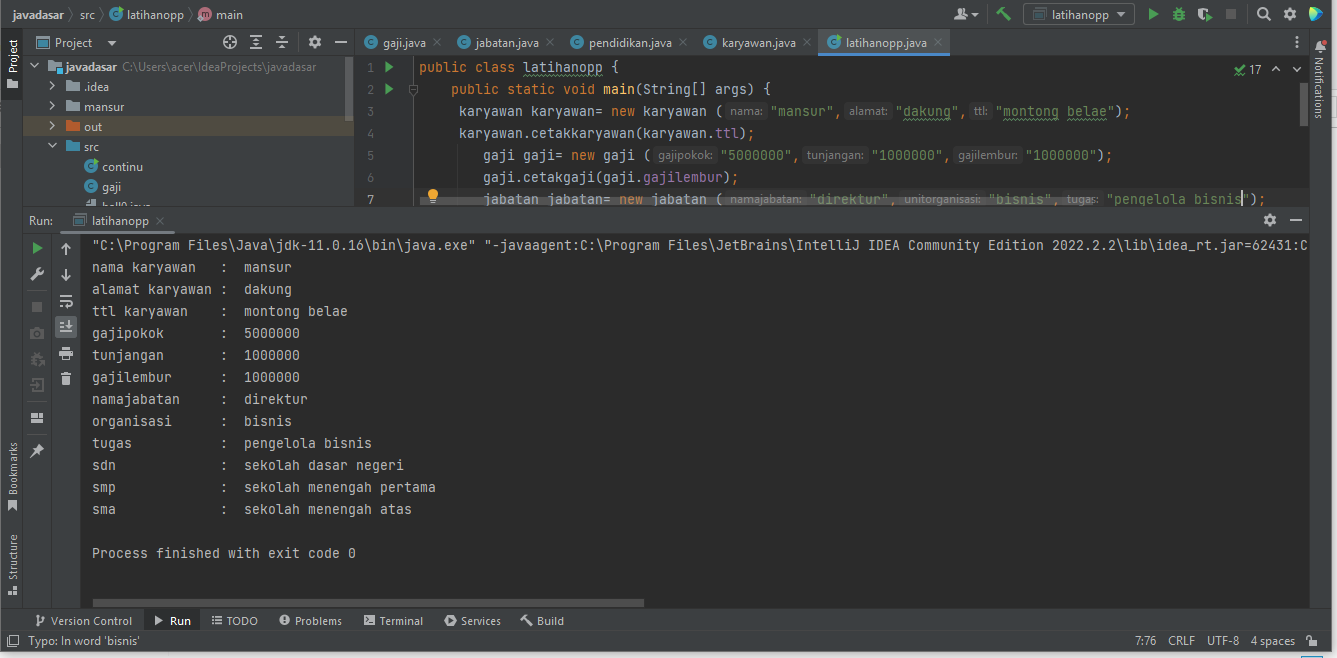 javadasar src latihanopp main latihanopp
Project gaji.java jabatan.java pendidikan.java karyawan.java latihanopp.java
Project
Notifications
javadasar C:\Users\acer\IdeaProjects\javadasar
.idea
mansur
out
src
continu
gaji
1 public class latihanopp {
17
2 public static void main(String[] args) {
3 karyawan karyawan= new karyawan ( nama: "mansur", alamat: "dakung", ttl: "montong belae");
4 karyawan.cetakkaryawan(karyawan.ttl);
5 gaji gaji= new gaji ( gajipokok: "5000000", tunjangan: "1000000", gajilembur: "1000000");
6 gaji.cetakgaji(gaji.gajilembur);
7 jabatan jabatan= new jabatan ( namajabatan: "direktur", unitorganisasi: "bisnis", tugas: "pengelola bisnis");
Run: latihanopp
"C:\Program Files\Java\jdk-11.0.16\bin\java.exe" "-javaagent:C:\Program Files\JetBrains\IntelliJ IDEA Community Edition 2022.2.2\lib\idea_rt.jar=62431:C
nama karyawan : mansur
alamat karyawan : dakung
ttl karyawan : montong belae
gajipokok : 5000000
tunjangan : 1000000
gajilembur : 1000000
namajabatan : direktur
organisasi : bisnis
tugas : pengelola bisnis
sdn : sekolah dasar negeri
smp : sekolah menengah pertama
sma : sekolah menengah atas
Process finished with exit code 0
Bookmarks
Structure
Version Control Run TODO Problems Terminal Services Build
Typo: In word 'bisnis' 7:76 CRLF UTF-8 4 spaces